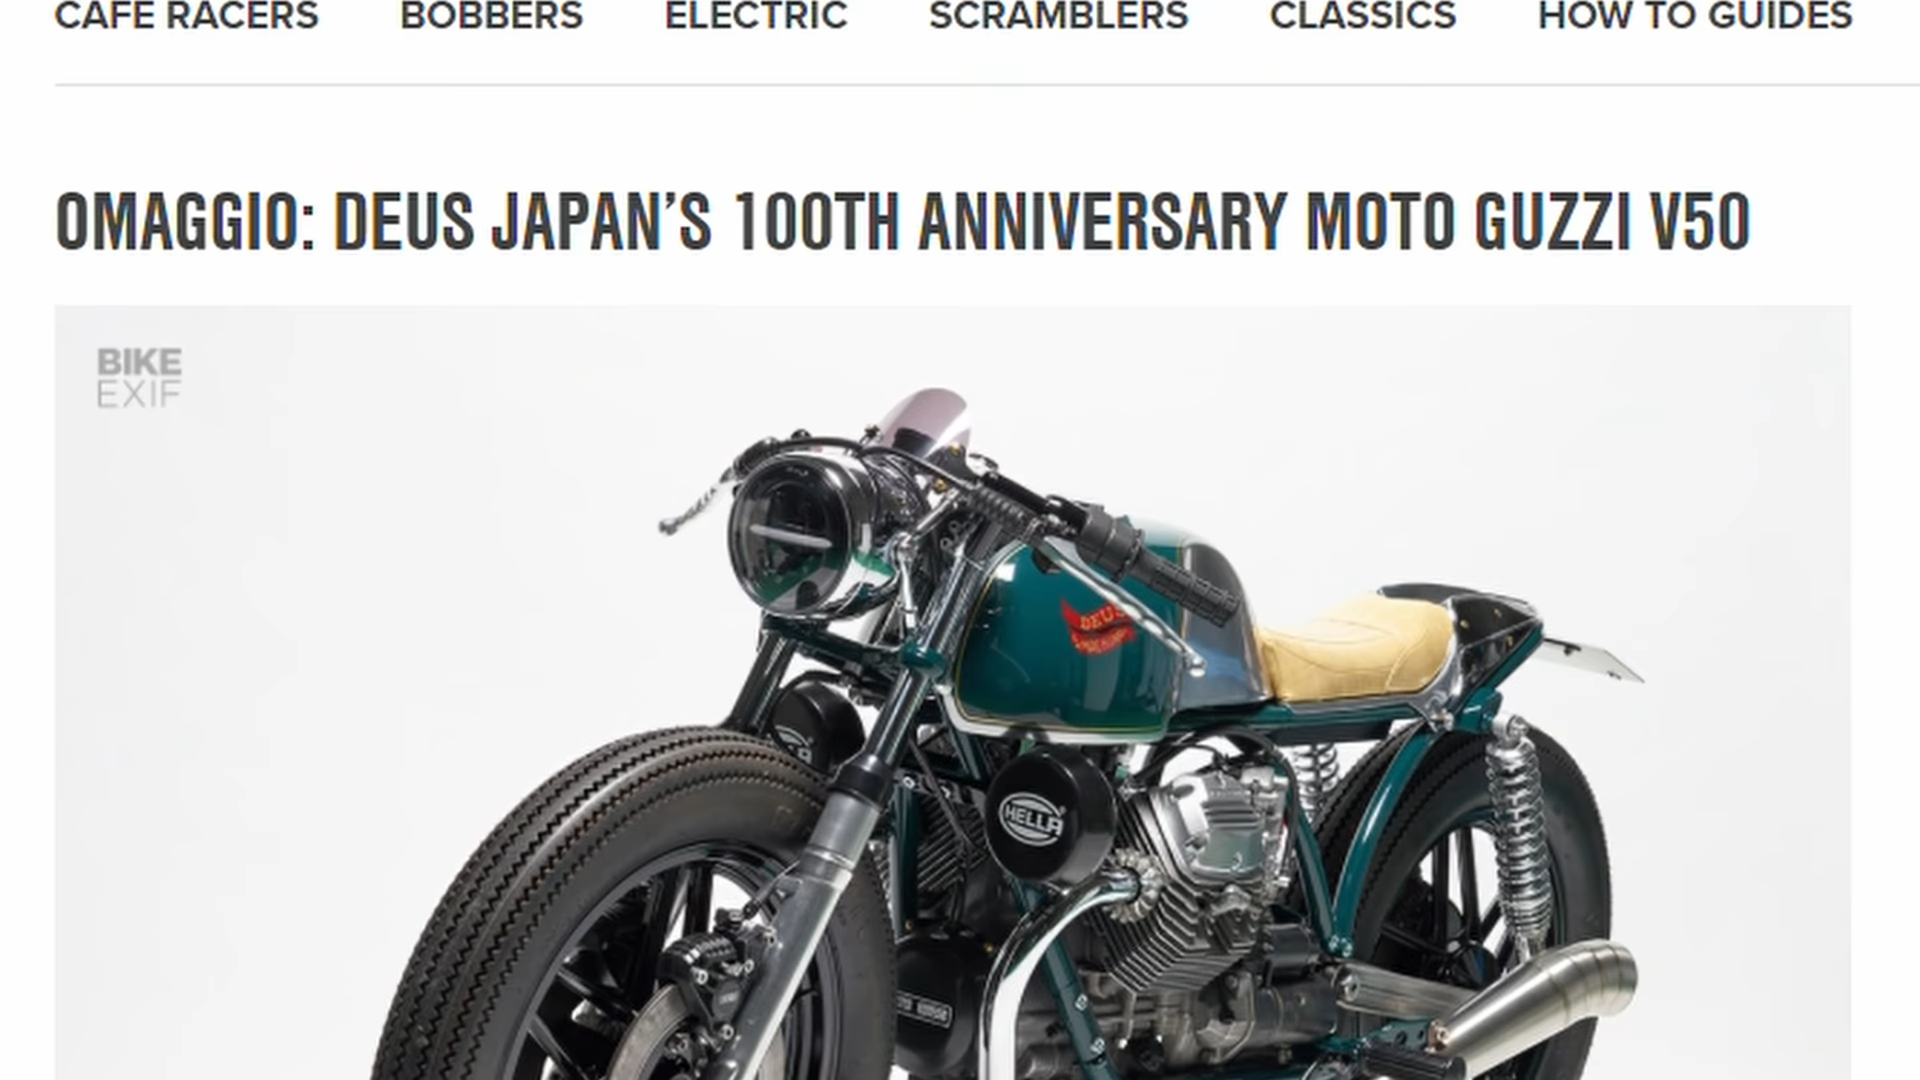 CAFE RACERS BOBBERS ELECTRIC SCRAMBLERS CLASSICS HOW TO GUIDES
OMAGGIO: DEUS JAPAN’S 100TH ANNIVERSARY MOTO GUZZI V50
BIKE
EXIF
DEUS
HELLA